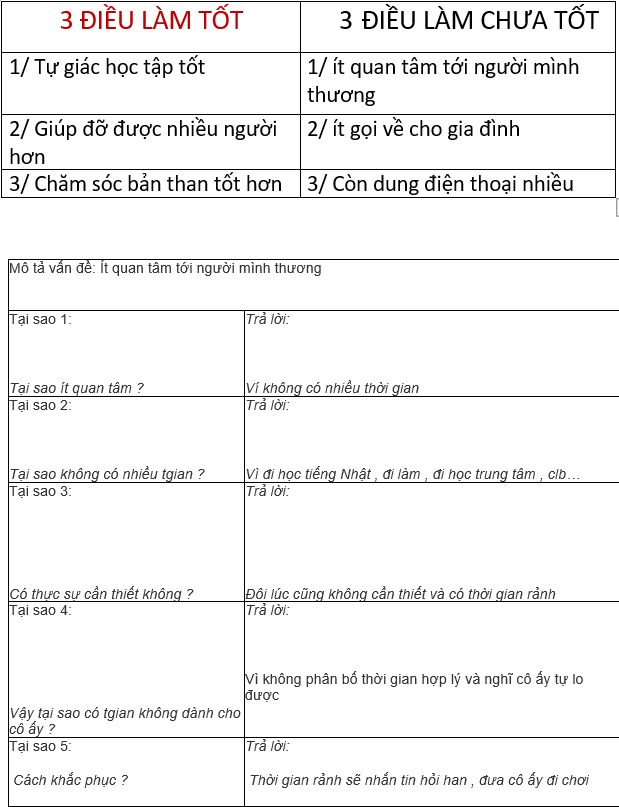 3 ĐIỀU LÀM TỐT
3 ĐIỀU LÀM CHƯA TỐT
1/ Tự giác học tập tốt
1/ ít quan tâm tới người mình
thương
2/ Giúp đỡ được nhiều người
hơn
2/ ít gọi về cho gia đình
3/ Chăm sóc bản than tốt hơn
3/ Còn dung điện thoại nhiều
Mô tả vấn đề: Ít quan tâm tới người mình thương
Tại sao 1:
Tại sao ít quan tâm ?
Trả lời:
Ví không có nhiều thời gian
Tại sao 2:
Tại sao không có nhiều tgian ?
Trả lời:
Vì đi học tiếng Nhật , đi làm , đi học trung tâm , clb…
Tại sao 3:
Có thực sự cần thiết không ?
Trả lời:
Đôi lúc cũng không cần thiết và có thời gian rảnh
Tại sao 4:
Vậy tại sao có tgian không dành cho
cô ấy ?
Trả lời:
Vì không phân bố thời gian hợp lý và nghĩ cô ấy tự lo
được
Tại sao 5:
Cách khắc phục ?
Trả lời:
Thời gian rảnh sẽ nhắn tin hỏi han , đưa cô ấy đi chơi